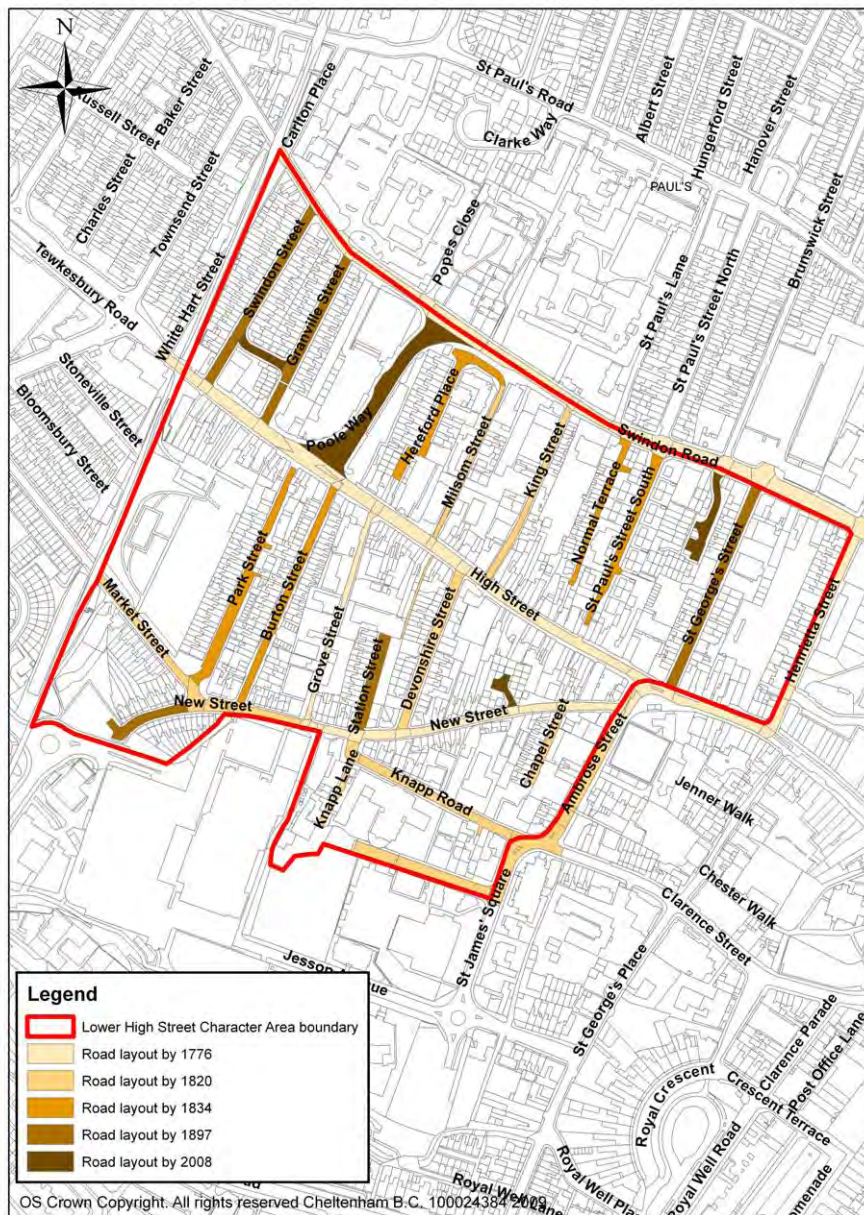 N
St Paul's Road
Carlton Place
Baker Street
Russell Street
Clarke Way
Albert Street
Hungerford Street
Hanover Street
PAUL'S
Charles Street
Townsend Street
Popes Close
Brunswick Street
Tewkesbury Road
White Hart Street
Swindon Street
Granville Street
St Paul's Lane
St Paul's Street North
Stoneville Street
Bloomsbury Street
Poole Way
Hereford Place
Milsom Street
King Street
Swindon Road
Normal Terrace
St Paul's Street South
St George's Street
Henrietta Street
High Street
Park Street
Burton Street
Market Street
Grove Street
Devonshire Street
Station Street
New Street
New Street
Chapel Street
Ambrose Street
Knapp Lane
Knapp Road
Jenner Walk
Chester Walk
Clarence Street
St James' Square
St George's Place
Clarence Parade
Post Office Lane
Royal Crescent
Crescent Terrace
Royal Well Road
Royal Well Lane
Legend
Lower High Street Character Area boundary
Road layout by 1776
Road layout by 1820
Road layout by 1834
Road layout by 1897
Road layout by 2008
OS Crown Copyright. All rights reserved Cheltenham B.C. 100024384 2009